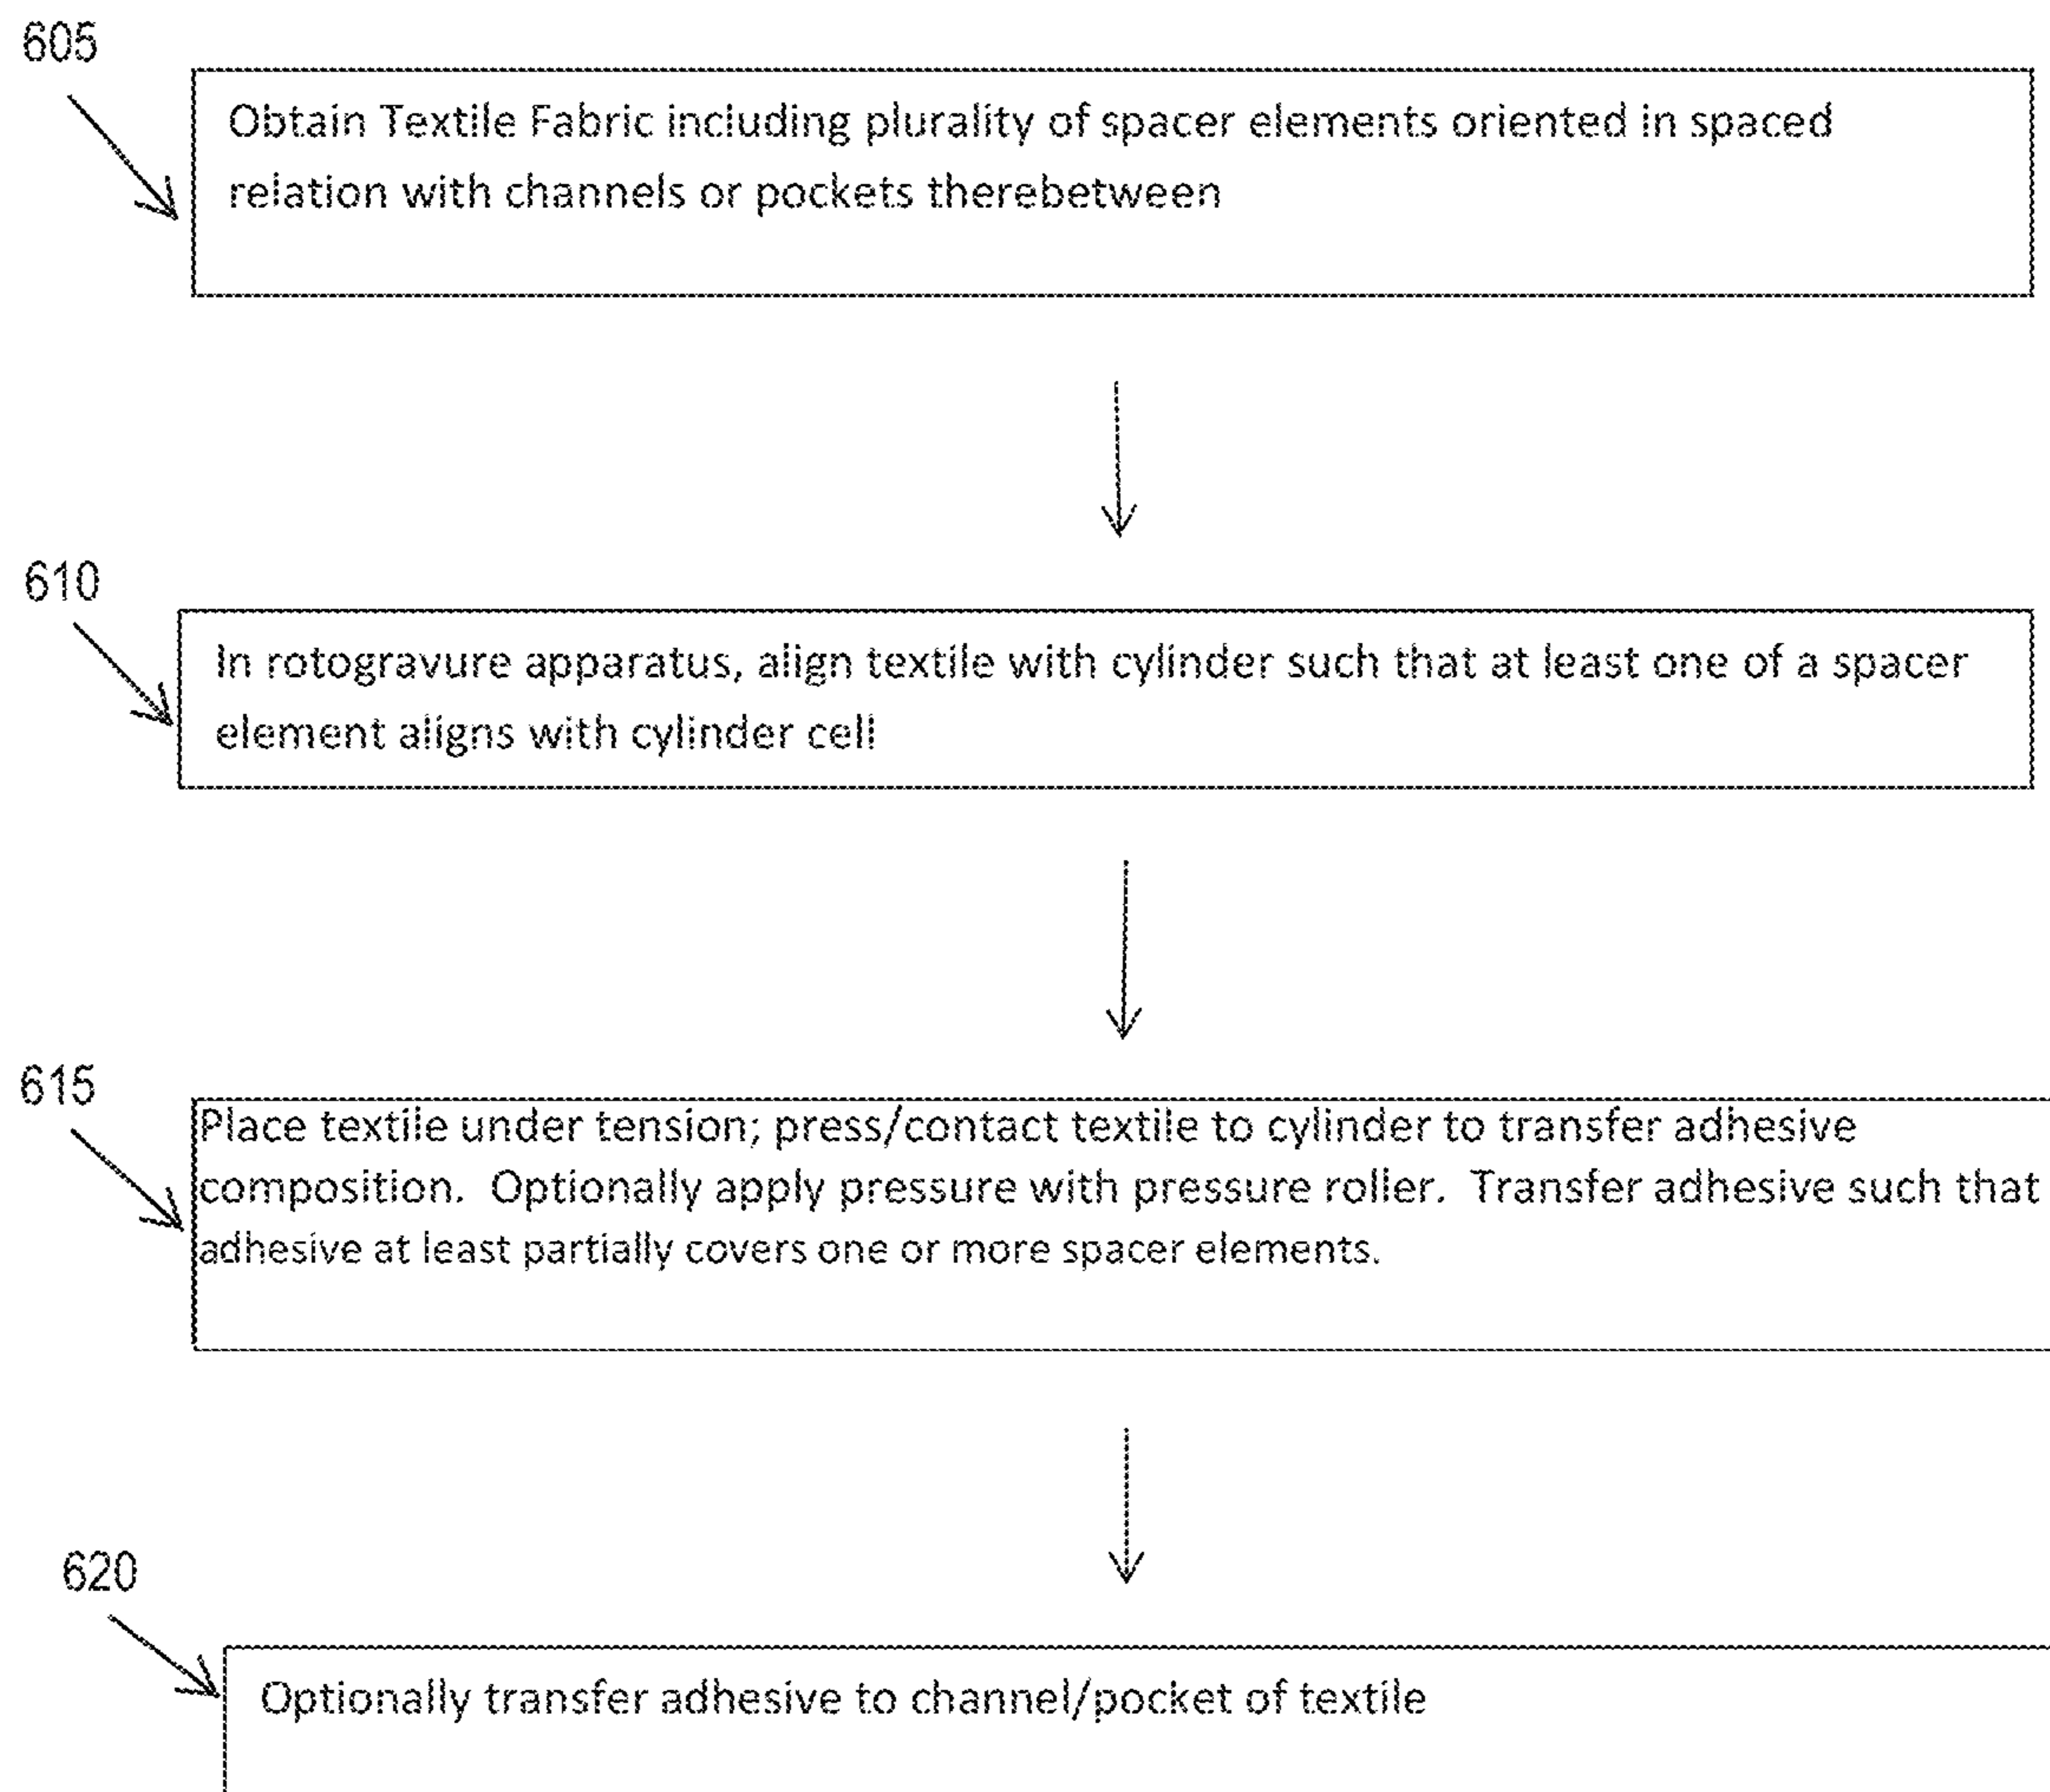 605
Obtain Textile Fabric including plurality of spacer elements oriented in spaced
relation with channels or pockets therebetween
610
In rotogravure apparatus, align textile with cylinder such that at least one of a spacer
element aligns with cylinder cell
615
Place textile under tension; press/contact textile to cylinder to transfer adhesive
composition.  Optionally apply pressure with pressure roller.  Transfer adhesive such that
adhesive at least partially covers one or more spacer elements.
620
Optionally transfer adhesive to channel/pocket of textile